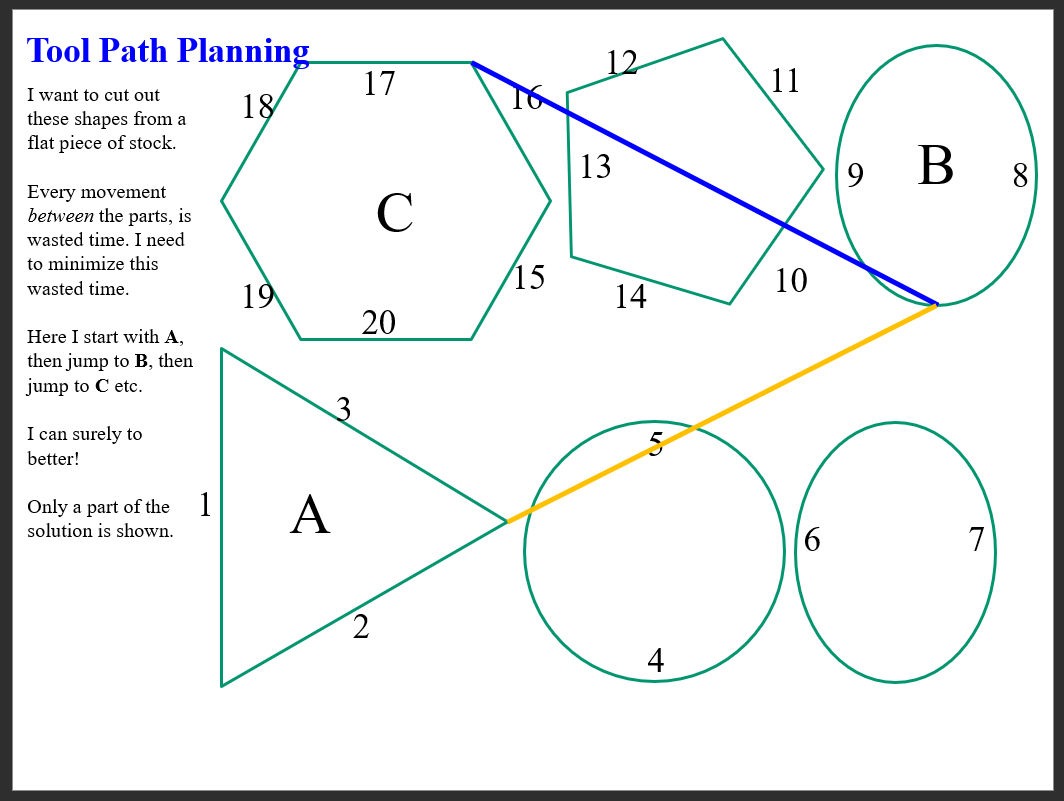 Tool Path Planning
I want to cut out
these shapes from a
flat piece of stock.
Every movement
between the parts, is
wasted time. I need
to minimize this
wasted time.
Here I start with A,
then jump to B, then
jump to C etc.
I can surely to
better!
Only a part of the
solution is shown.
12
11
17
16
18
13
9
B
8
C
15
10
19
14
20
3
5
1
A
6
7
2
4